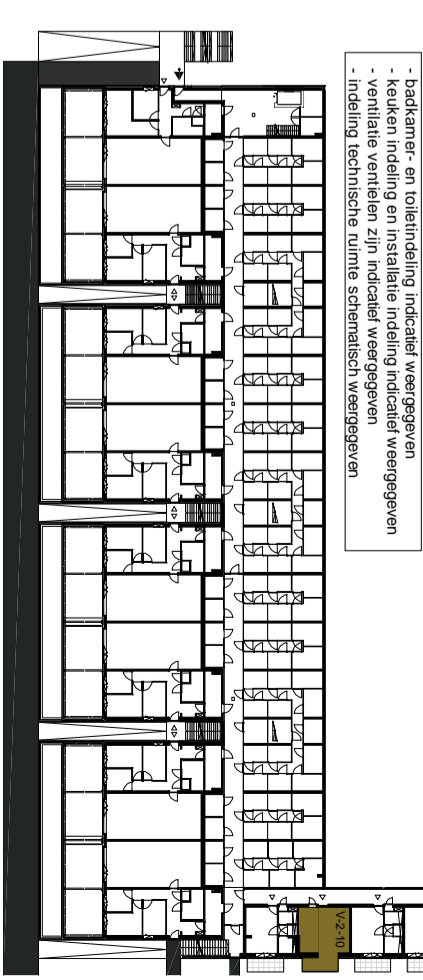 - badkamer- en toiletindeling indicatief weergegeven
- keuken indeling en installatie indeling indicatief weergegeven
- ventilatie ventielen zijn indicatief weergegeven
- indeling technische ruimte schematisch weergegeven
V-2-10